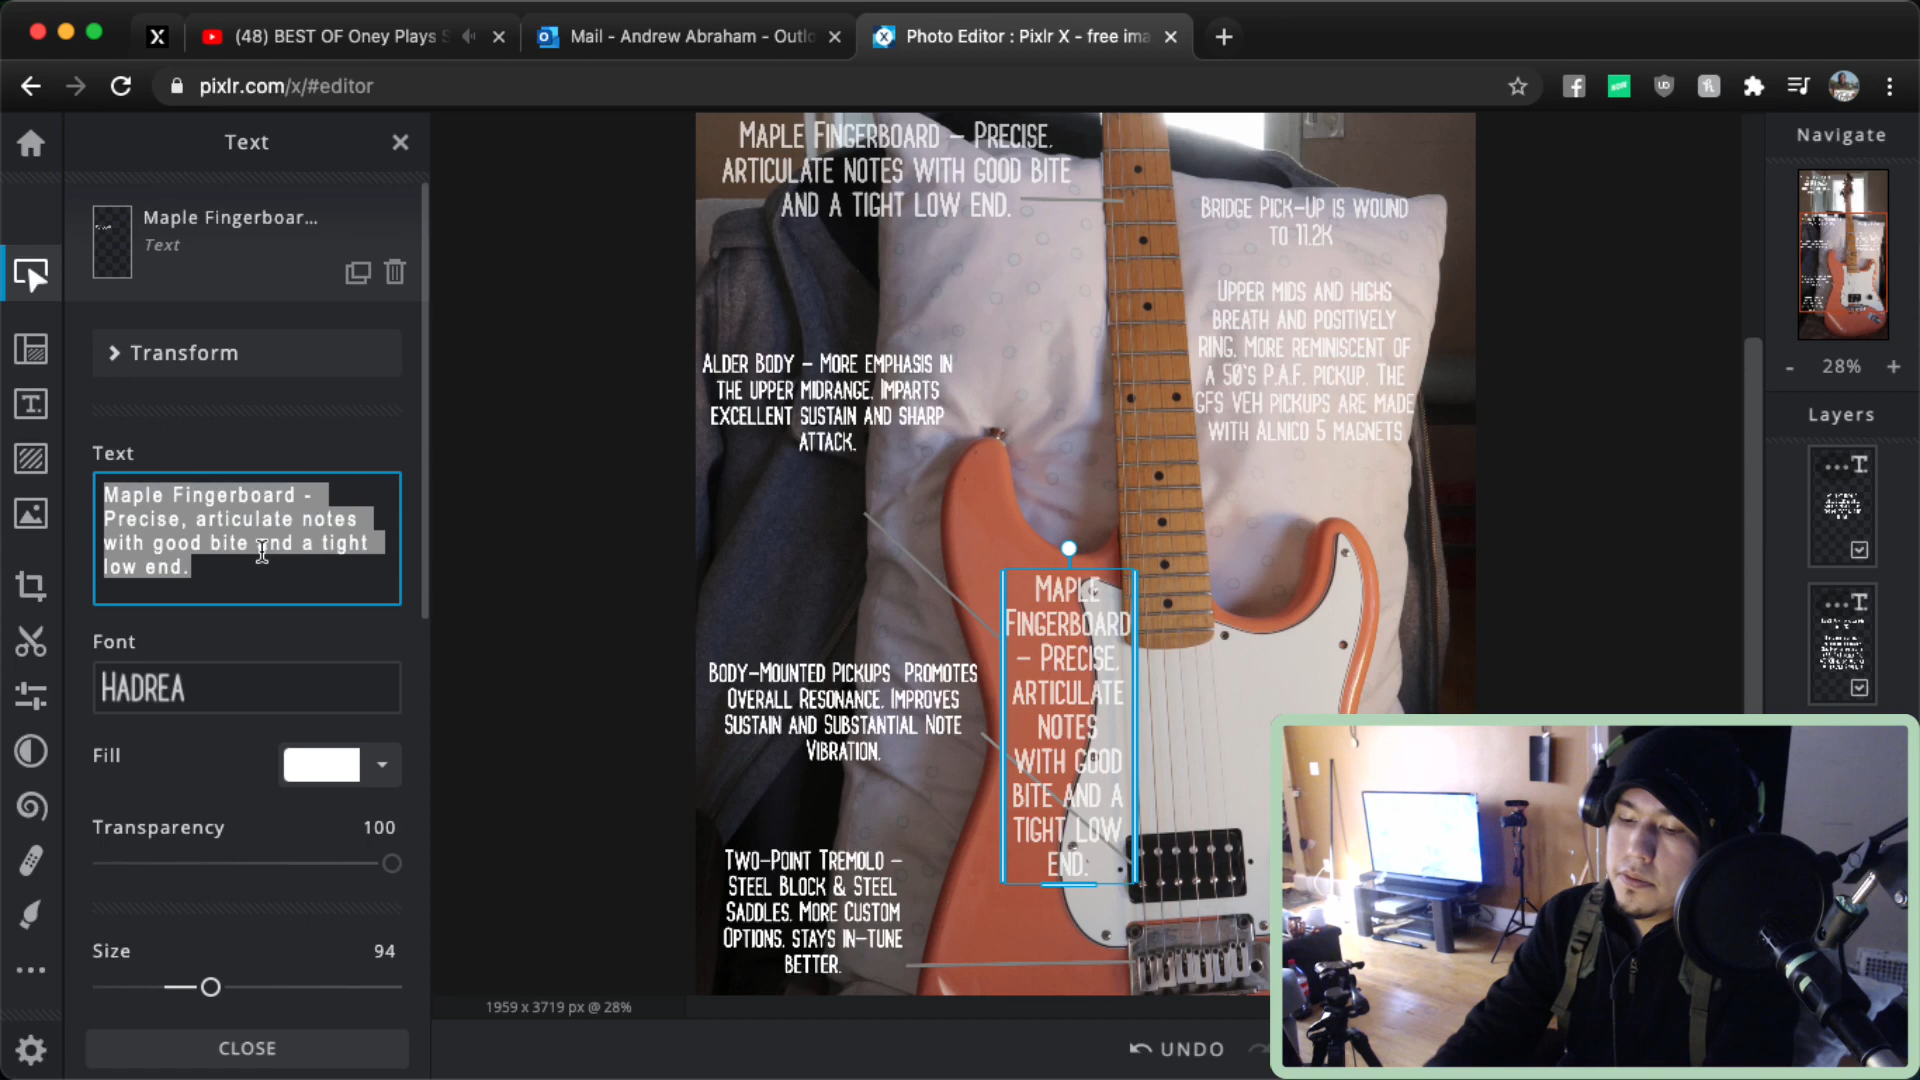 (48) BEST OF Oney Plays S
Mail - Andrew Abraham - Outlo
Photo Editor : Pixlr X - free ima
pixlr.com/x/#editor
Text
Maple Fingerboar...
Text
Transform
Text
Maple Fingerboard -
Precise, articulate notes
with good bite and a tight
low end.
Font
HADREA
Fill
Transparency 100
Size 94
CLOSE
MAPLE FINGERBOARD – PRECISE,
ARTICULATE NOTES WITH GOOD BITE
AND A TIGHT LOW END.
BRIDGE PICK-UP IS WOUND
TO 11.2K
UPPER MIDS AND HIGHS
BREATH AND POSITIVELY
RING. MORE REMINISCENT OF
A 50'S P.A.F. PICKUP. THE
GFS VEH PICKUPS ARE MADE
WITH ALNICO 5 MAGNETS
ALDER BODY – MORE EMPHASIS IN
THE UPPER MIDRANGE. IMPARTS
EXCELLENT SUSTAIN AND SHARP
ATTACK.
MAPLE
FINGERBOARD
– PRECISE,
ARTICULATE
NOTES
WITH GOOD
BITE AND A
TIGHT LOW
END.
BODY-MOUNTED PICKUPS PROMOTES
OVERALL RESONANCE. IMPROVES
SUSTAIN AND SUBSTANTIAL NOTE
VIBRATION.
TWO-POINT TREMOLO –
STEEL BLOCK & STEEL
SADDLES. MORE CUSTOM
OPTIONS. STAYS IN-TUNE
BETTER.
1959 x 3719 px @ 28%
UNDO
Navigate
- 28% +
Layers